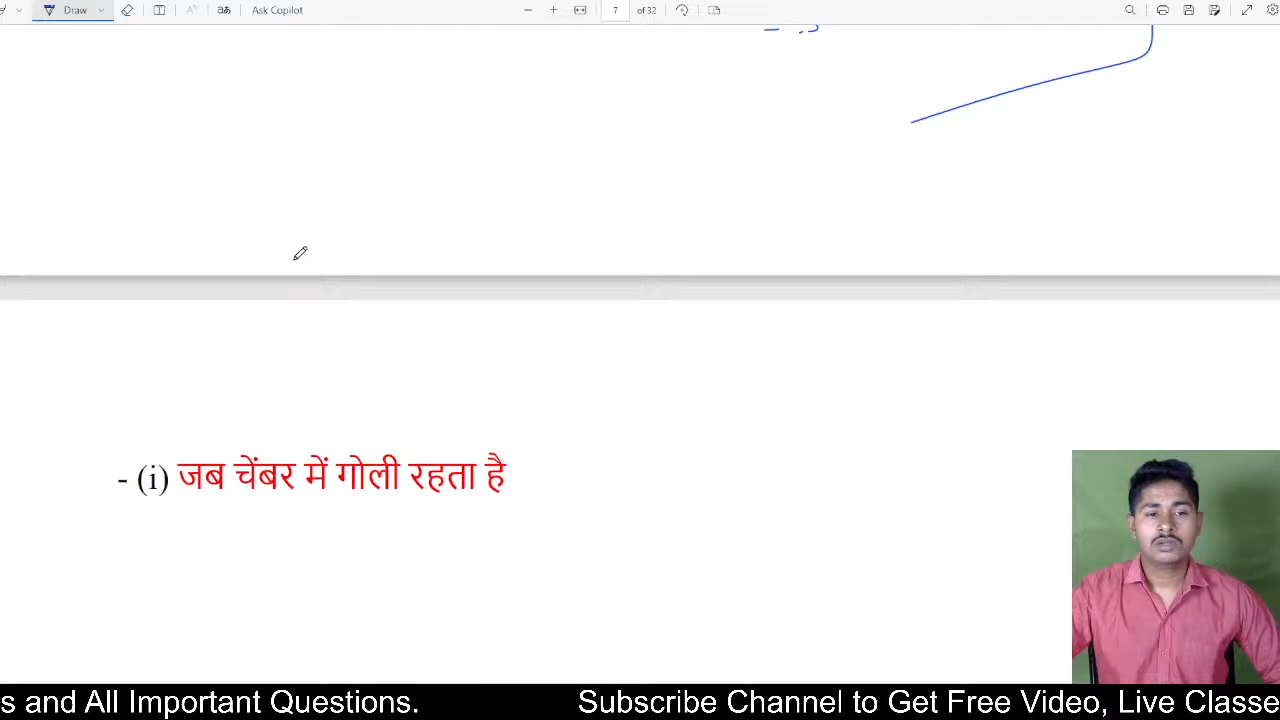 Draw
Ask Copilot
7 of 32
- (i) जब चेंबर में गोली रहता है
s and All Important Questions. Subscribe Channel to Get Free Video, Live Classe